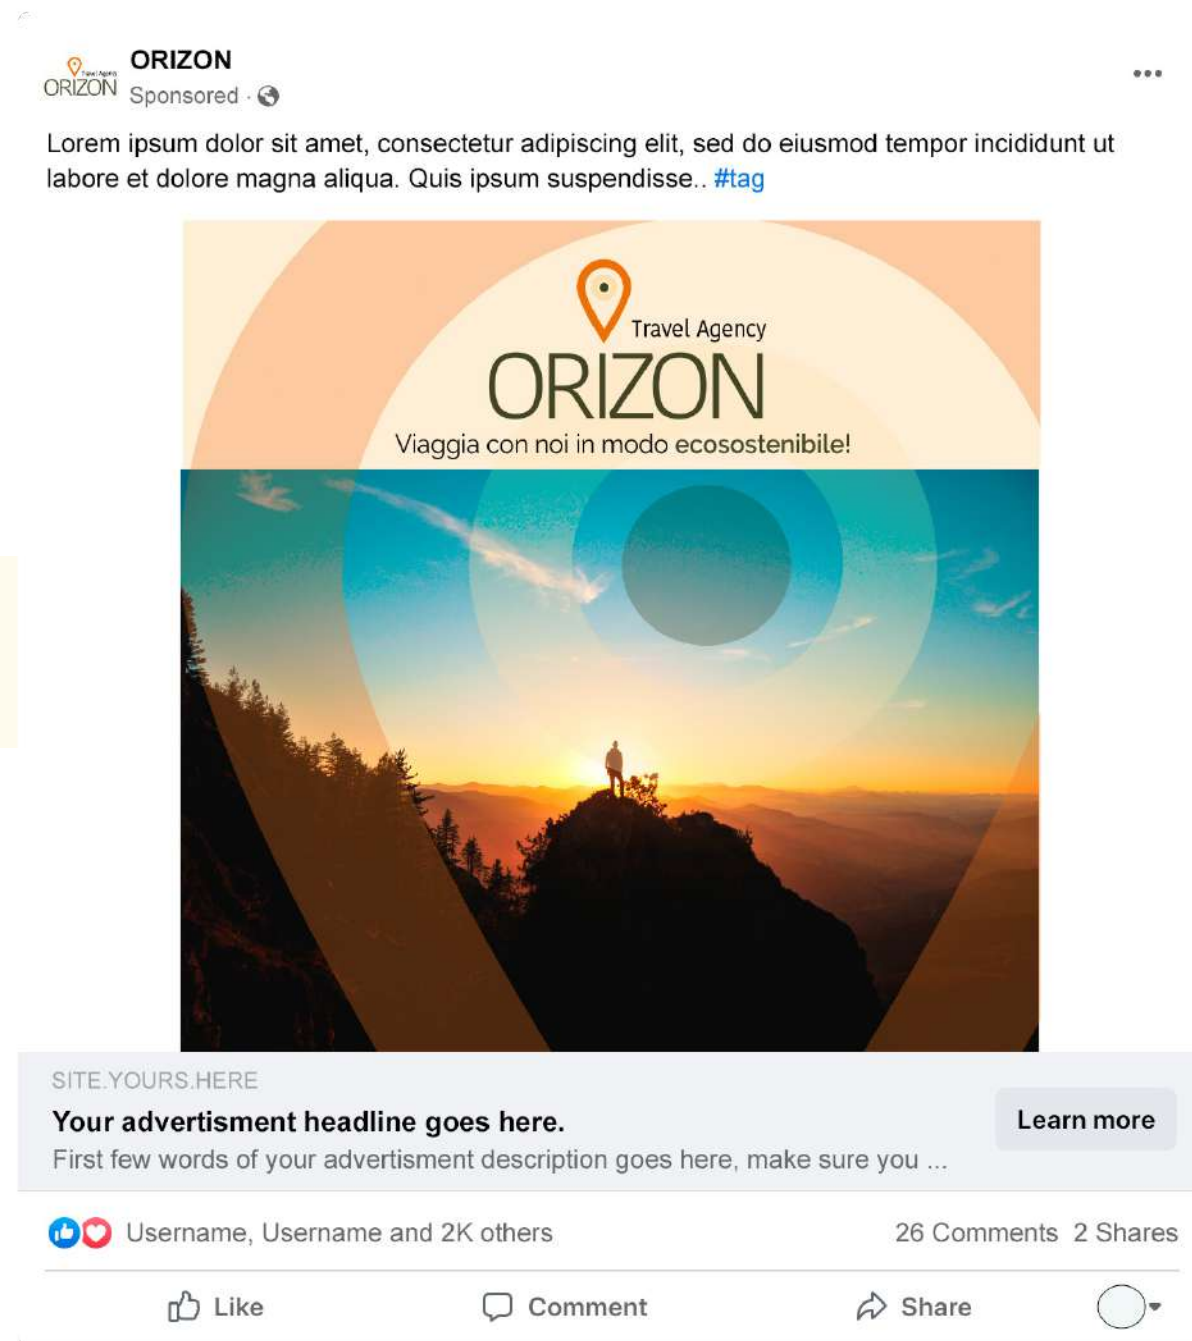 ORIZON
Travel Agency
ORIZON
Sponsored ·
Lorem ipsum dolor sit amet, consectetur adipiscing elit, sed do eiusmod tempor incididunt ut
labore et dolore magna aliqua. Quis ipsum suspendisse.. #tag
Travel Agency
ORIZON
Viaggia con noi in modo ecosostenibile!
SITE.YOURS.HERE
Your advertisment headline goes here.
Learn more
First few words of your advertisment description goes here, make sure you ...
Username, Username and 2K others
26 Comments 2 Shares
Like
Comment
Share